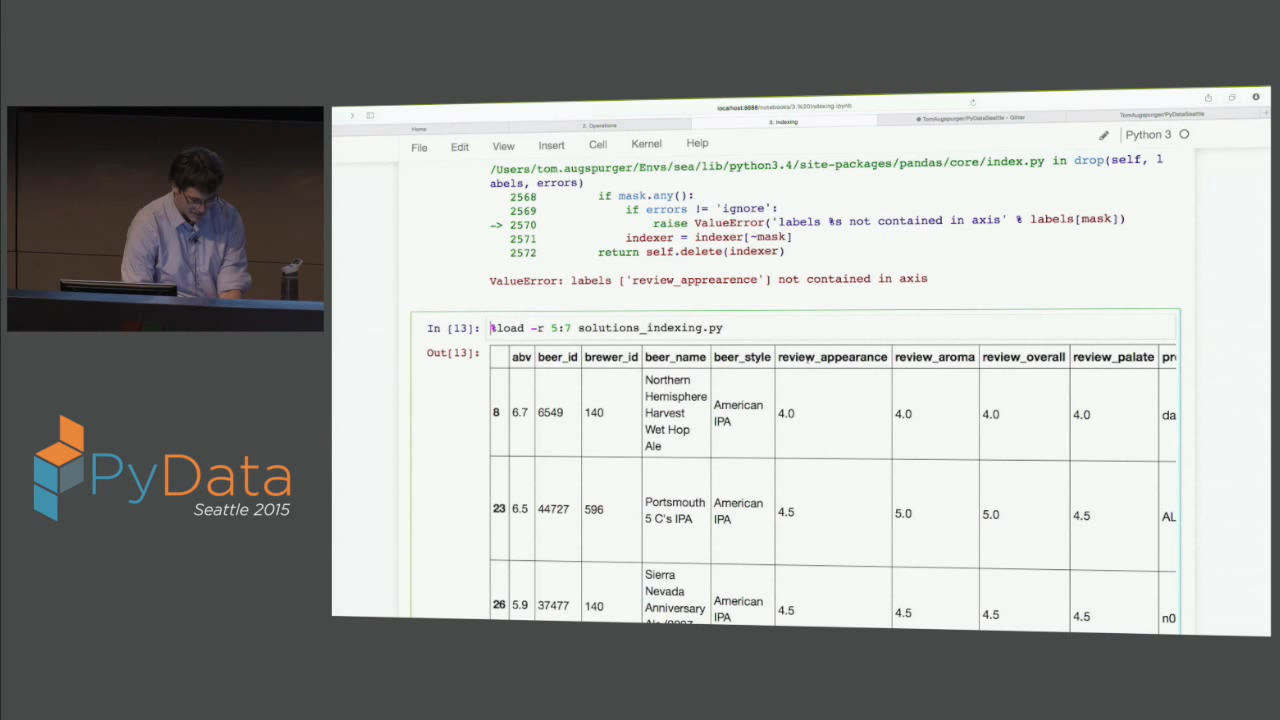 localhost:8888/notebooks/3.%20Indexing.ipynb
Home
2. Operations
3. Indexing
TomAugspurger/PyDataSeattle - Gitter
TomAugspurger/PyDataSeattle
File Edit View Insert Cell Kernel Help
Python 3
/Users/tom.augspurger/Envs/sea/lib/python3.4/site-packages/pandas/core/index.py in drop(self, l
abels, errors)
2568 if mask.any():
2569 if errors != 'ignore':
-> 2570 raise ValueError('labels %s not contained in axis' % labels[mask])
2571 indexer = indexer[~mask]
2572 return self.delete(indexer)
ValueError: labels ['review_apprearence'] not contained in axis
In [13]: %load -r 5:7 solutions_indexing.py
Out[13]:
abv beer_id brewer_id beer_name beer_style review_appearance review_aroma review_overall review_palate pr
8 6.7 6549 140 Northern Hemisphere Harvest Wet Hop Ale American IPA 4.0 4.0 4.0 4.0 da
23 6.5 44727 596 Portsmouth 5 C's IPA American IPA 4.5 5.0 5.0 4.5 AL
26 5.9 37477 140 Sierra Nevada Anniversary American IPA 4.5 4.5 4.5 4.5 n0
PyData
Seattle 2015